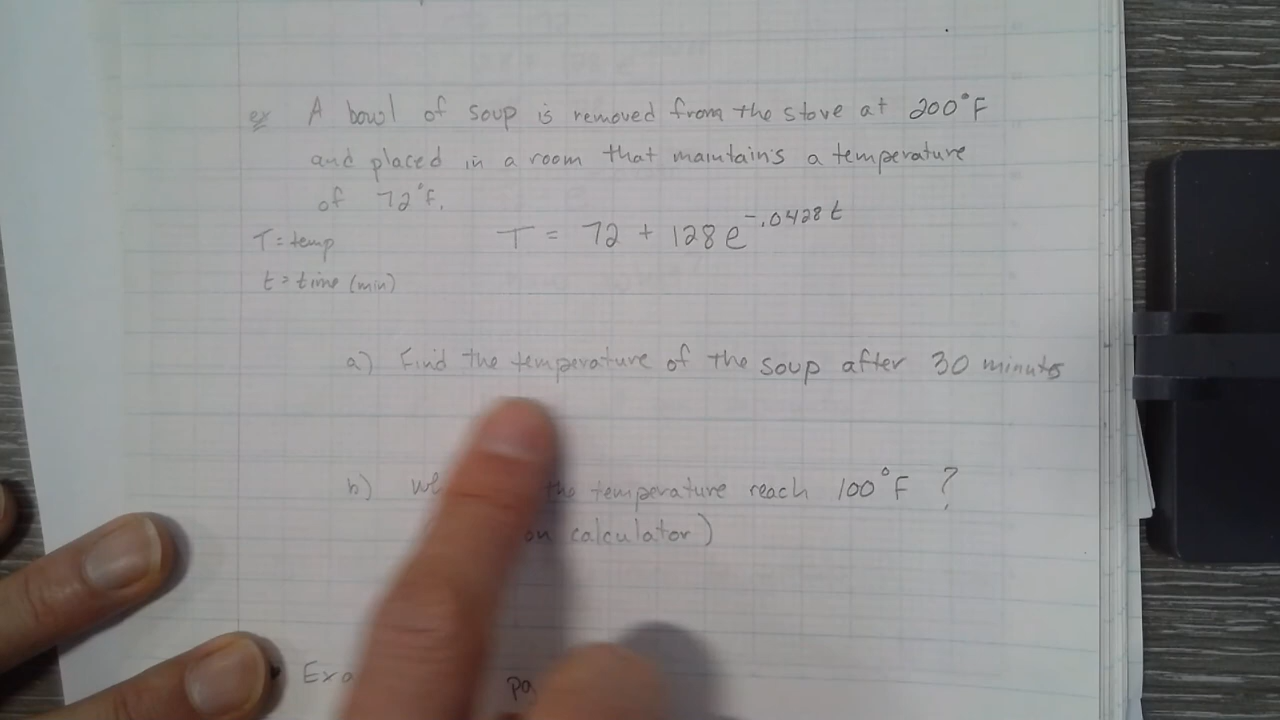 ex A bowl of soup is removed from the stove at 200°F
and placed in a room that maintains a temperature
of 72°F.
T = temp T = 72 + 128e^-.0428t
t = time (min)
a) Find the temperature of the soup after 30 minutes
b) the temperature reach 100°F ?
on calculator)